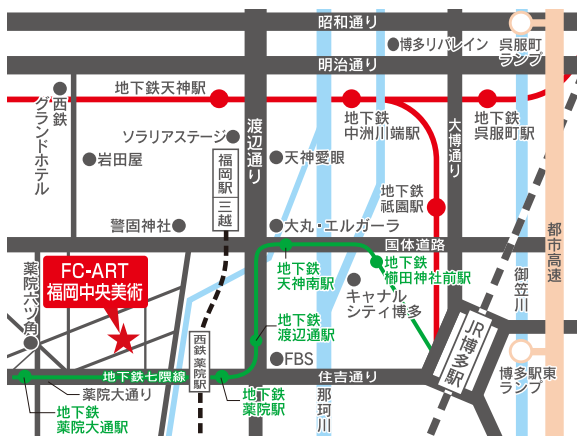 昭和通り
呉服町
ランプ
博多リバレイン
明治通り
地下鉄天神駅
西鉄
グランドホテル
地下鉄
中洲川端駅
地下鉄
呉服町駅
ソラリアステージ
渡辺通り
大博通り
岩田屋
福岡駅
三越
天神愛眼
地下鉄
祇園駅
警固神社
大丸・エルガーラ
国体道路
都市高速
薬院六ツ角
FC-ART
福岡中央美術
地下鉄
天神南駅
地下鉄
櫛田神社前駅
御笠川
キャナル
シティ博多
地下鉄
渡辺通駅
JR博多駅
西鉄薬院駅
FBS
博多駅東
ランプ
地下鉄七隈線
住吉通り
薬院大通り
地下鉄
薬院大通駅
地下鉄
薬院駅
那珂川